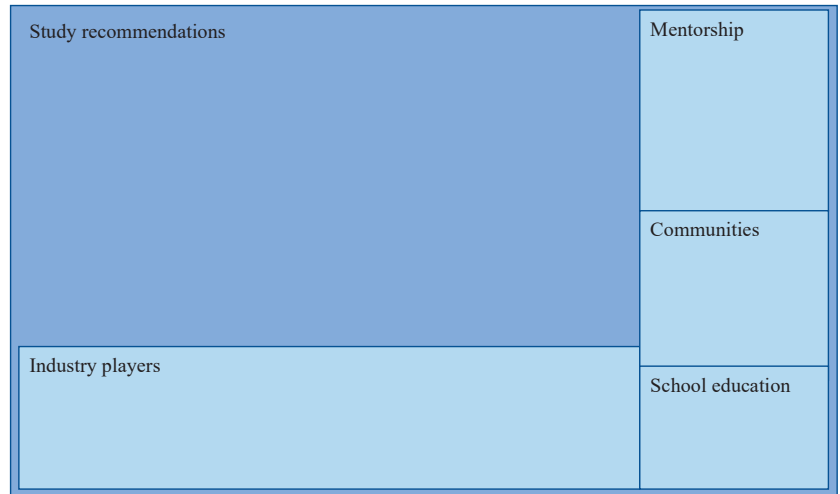 Study recommendations
Mentorship
Communities
Industry players
School education